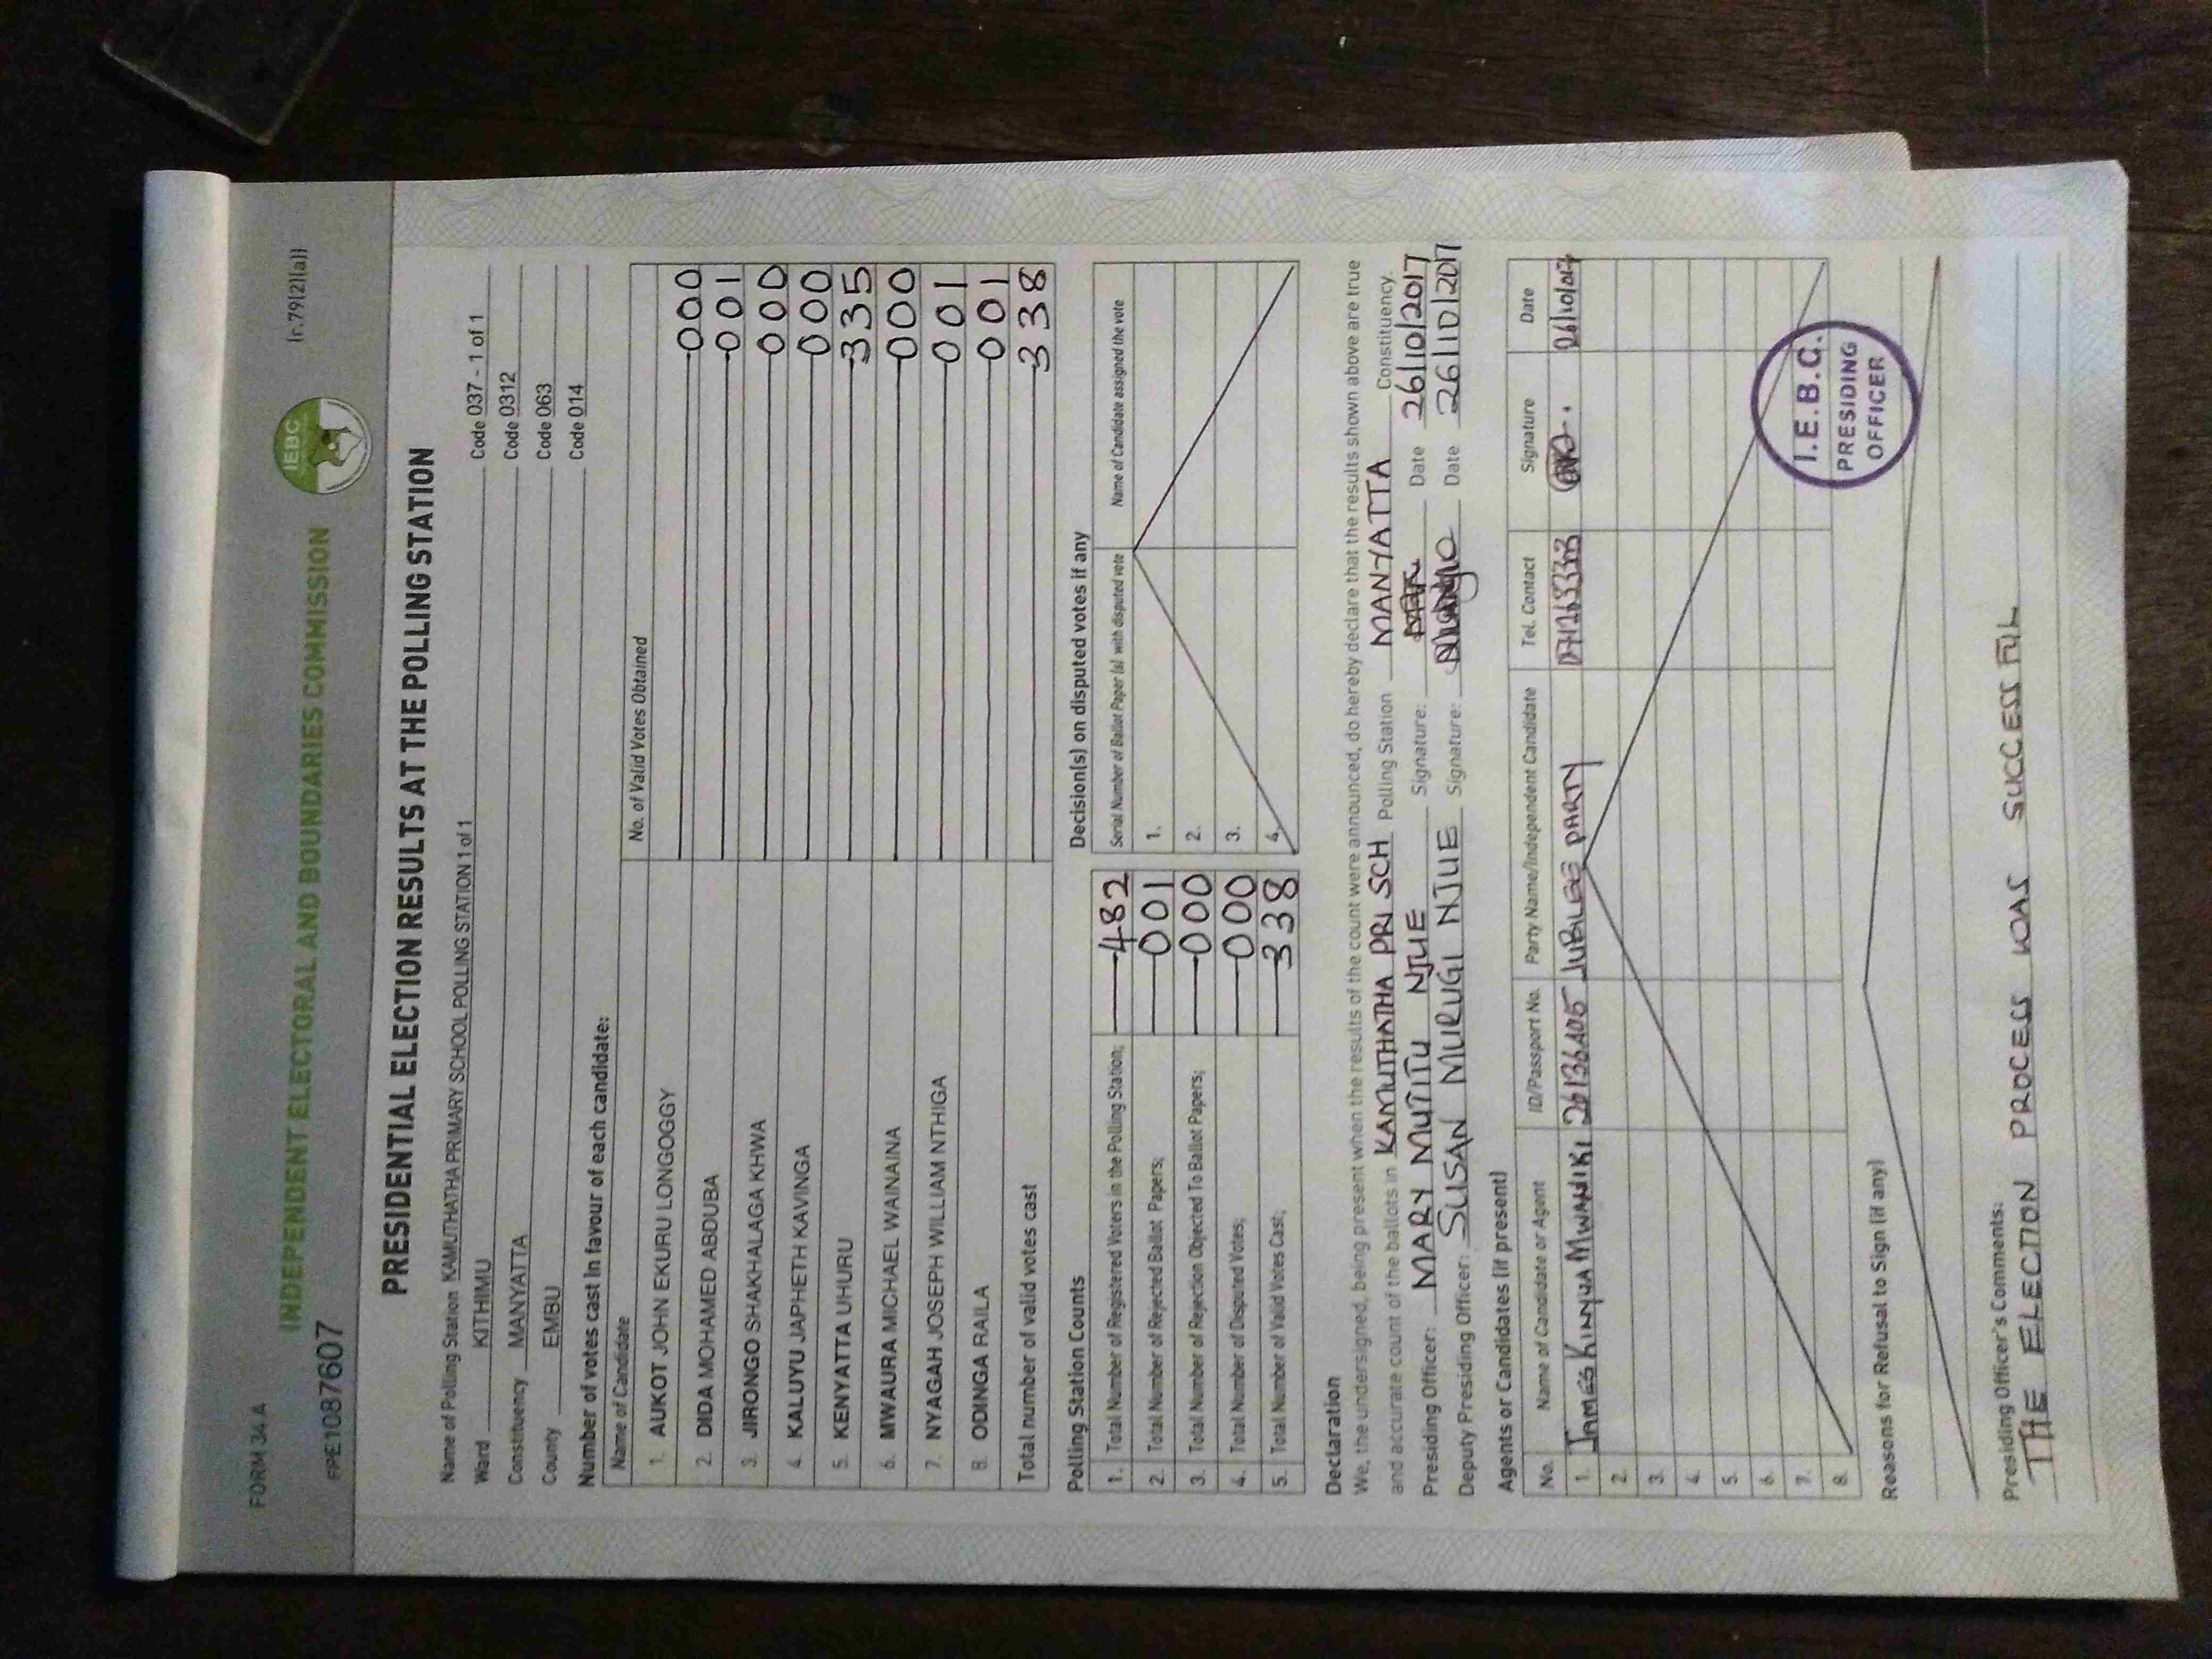 FORM 34 A
(r.79(2)(a))
INDEPENDENT ELECTORAL AND BOUNDARIES COMMISSION
IEBC
FPE1087607
PRESIDENTIAL ELECTION RESULTS AT THE POLLING STATION
Name of Polling Station KAMUTHATHA PRIMARY SCHOOL POLLING STATION 1 of 1 Code 037 - 1 of 1
Ward KITHIMU Code 0312
Constituency MANYATTA Code 063
County EMBU Code 014
Number of votes cast in favour of each candidate:
Name of Candidate No. of Valid Votes Obtained
1. AUKOT JOHN EKURU LONGOGGY 000
2. DIDA MOHAMED ABDUBA 001
3. JIRONGO SHAKHALAGA KHWA 000
4. KALUYU JAPHETH KAVINGA 000
5. KENYATTA UHURU 335
6. MWAURA MICHAEL WAINAINA 000
7. NYAGAH JOSEPH WILLIAM NTHIGA 001
8. ODINGA RAILA 001
Total number of valid votes cast 338
Polling Station Counts
1. Total Number of Registered Voters in the Polling Station; 482
2. Total Number of Rejected Ballot Papers; 001
3. Total Number of Rejection Objected To Ballot Papers; 000
4. Total Number of Disputed Votes; 000
5. Total Number of Valid Votes Cast; 338
Decision(s) on disputed votes if any
Serial Number of Ballot Paper (s) with disputed vote Name of Candidate assigned the vote
1.
2.
3.
4.
Declaration
We, the undersigned, being present when the results of the count were announced, do hereby declare that the results shown above are true
and accurate count of the ballots in KAMUTHATHA PRI SCH Polling Station MANYATTA Constituency.
Presiding Officer: MARY MUTITU NJUE Signature: Date 26/10/2017
Deputy Presiding Officer: SUSAN MURUGI NJUE Signature: Date 26/10/2017
Agents or Candidates (if present)
No. Name of Candidate or Agent ID/Passport No. Party Name/Independent Candidate Tel. Contact Signature Date
1. JAMES KINYUA MWANIKI 26136405 JUBILEE PARTY
2.
3.
4.
5.
6.
7.
8.
I.E.B.C.
PRESIDING
OFFICER
Reasons for Refusal to Sign (if any)
Presiding Officer's Comments:
THE ELECTION PROCESS WAS SUCCESSFUL